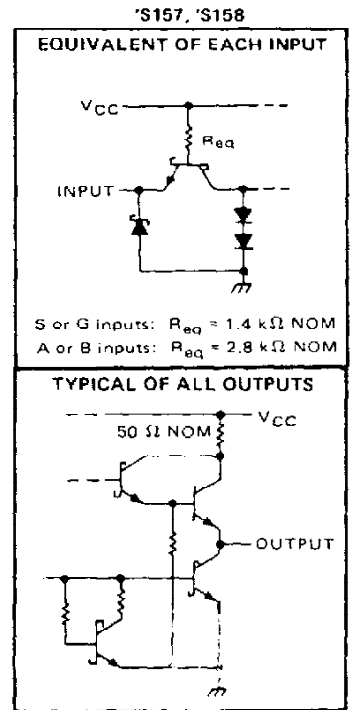 'S157, 'S158
EQUIVALENT OF EACH INPUT
VCC
Req
INPUT
S or G inputs: Req = 1.4 kΩ NOM
A or B inputs: Req = 2.8 kΩ NOM
TYPICAL OF ALL OUTPUTS
VCC
50 Ω NOM
OUTPUT